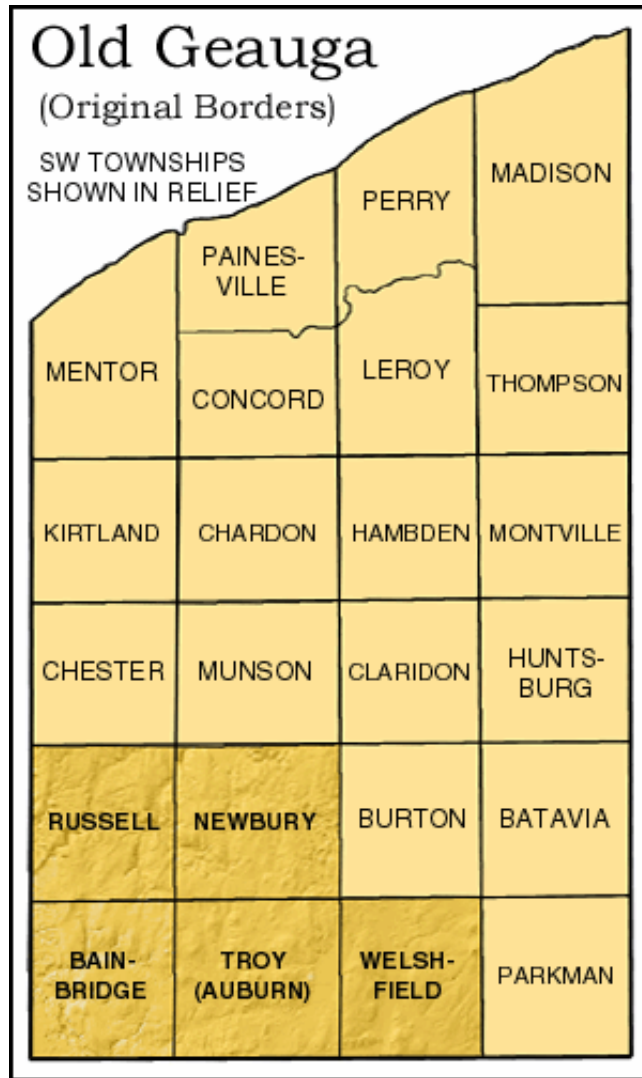 Old Geauga
(Original Borders)
SW TOWNSHIPS
SHOWN IN RELIEF
MADISON
PERRY
PAINES-
VILLE
MENTOR
CONCORD
LEROY
THOMPSON
KIRTLAND
CHARDON
HAMBDEN
MONTVILLE
CHESTER
MUNSON
CLARIDON
HUNTS-
BURG
RUSSELL
NEWBURY
BURTON
BATAVIA
BAIN-
BRIDGE
TROY
(AUBURN)
WELSH-
FIELD
PARKMAN